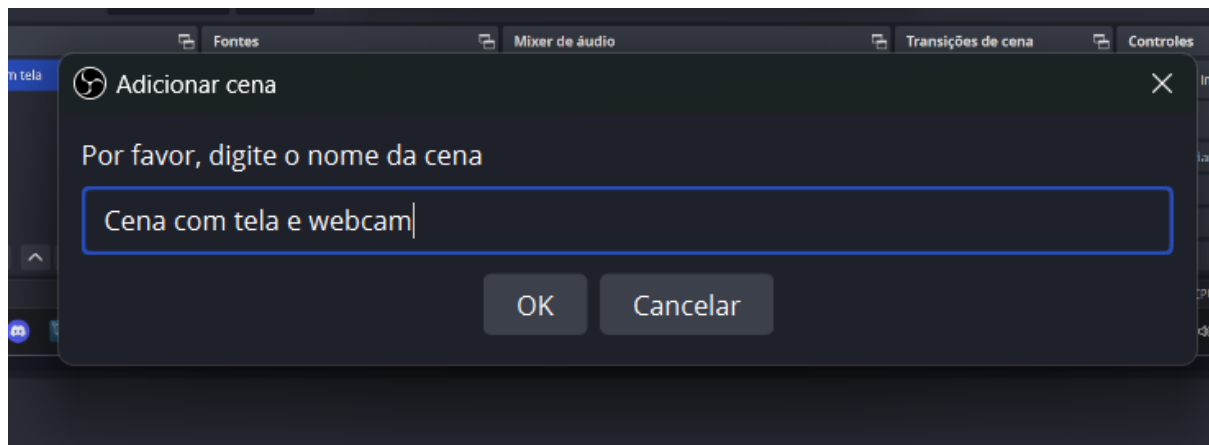 Fontes
Mixer de áudio
Transições de cena
Controles
m tela
Adicionar cena
Por favor, digite o nome da cena
Cena com tela e webcam
OK
Cancelar